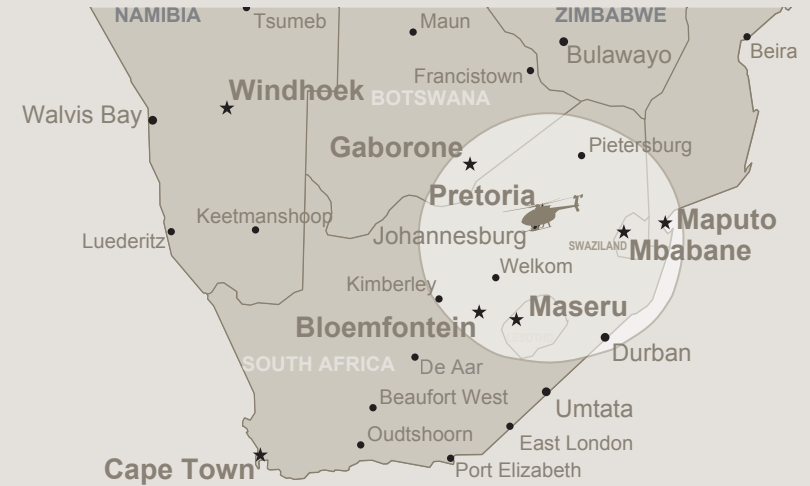 NAMIBIA
Tsumeb
Maun
ZIMBABWE
Bulawayo
Beira
Francistown
Windhoek
BOTSWANA
Walvis Bay
Gaborone
Pietersburg
Pretoria
Keetmanshoop
Luederitz
Johannesburg
SWAZILAND
Maputo
Mbabane
Welkom
Kimberley
Maseru
Bloemfontein
LESOTHO
Durban
SOUTH AFRICA
De Aar
Beaufort West
Umtata
Oudtshoorn
East London
Cape Town
Port Elizabeth